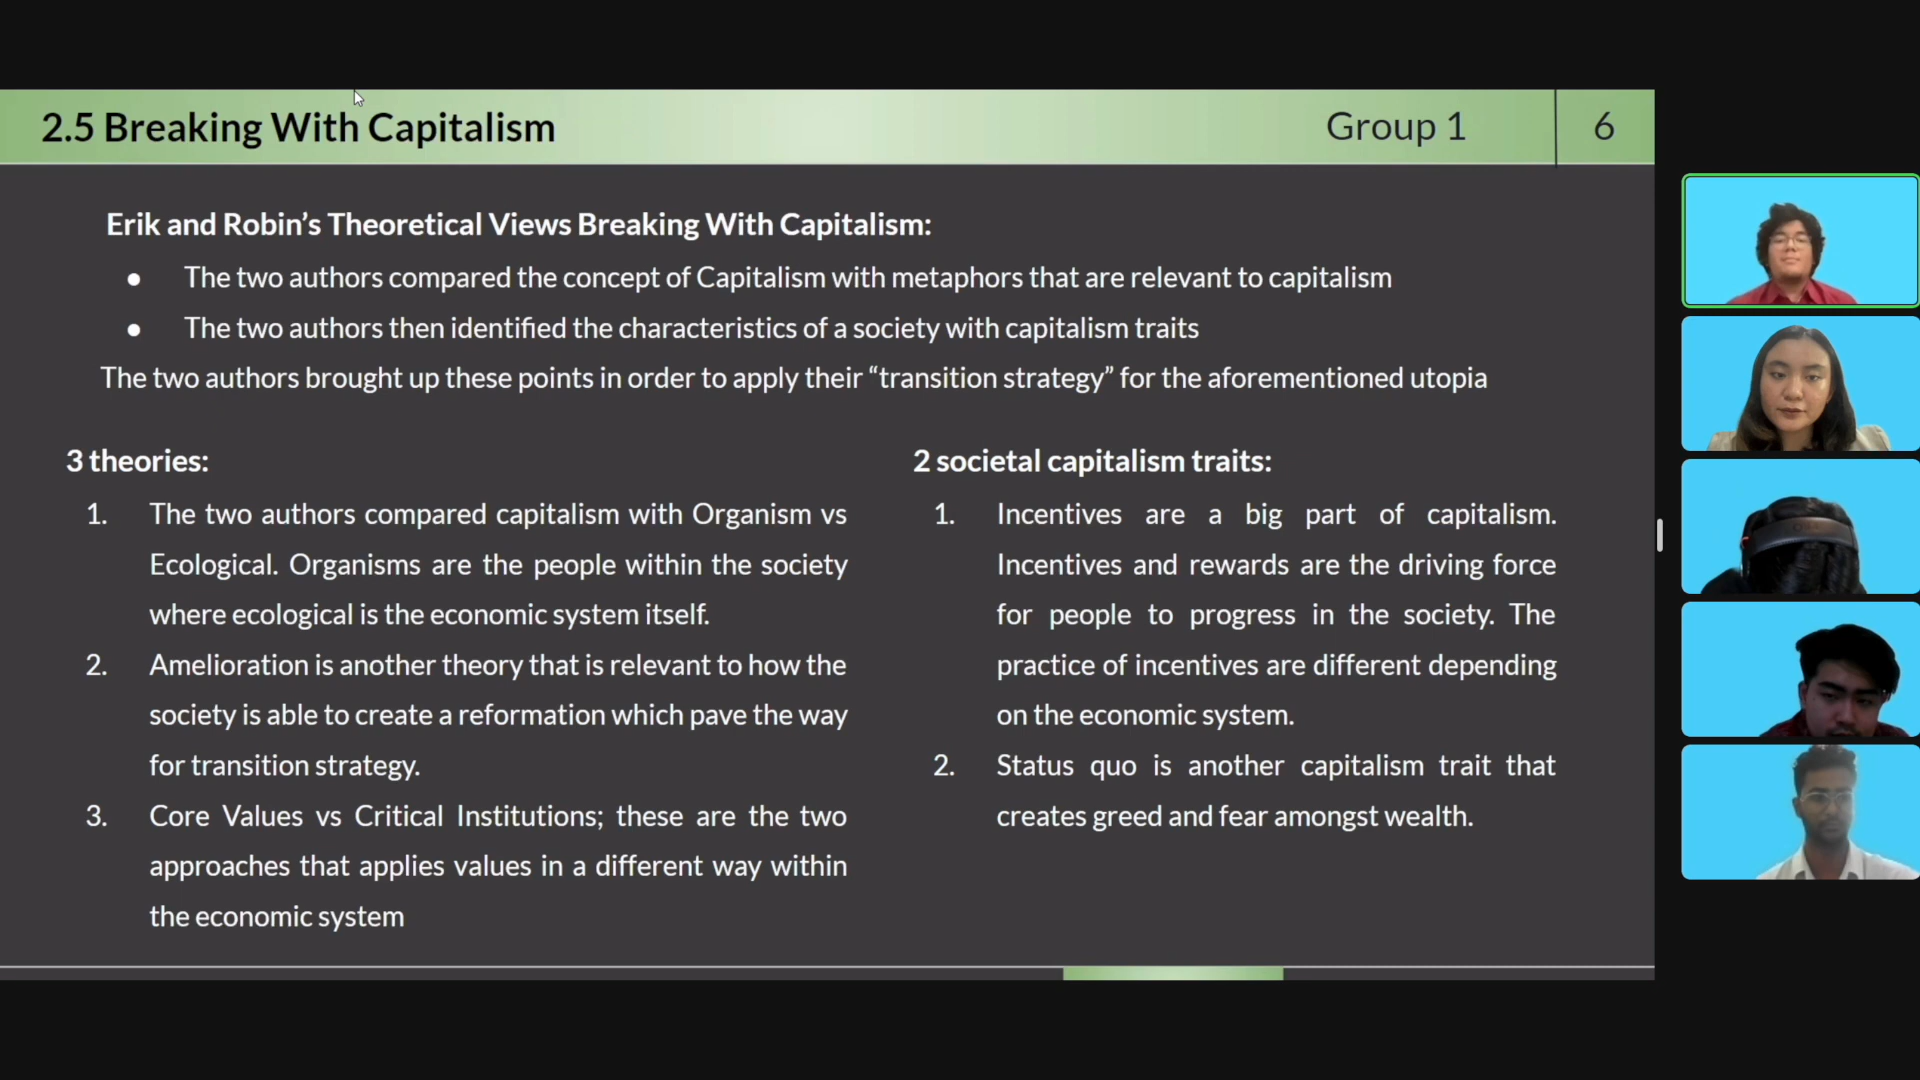 2.5 Breaking With Capitalism
Group 1
6
Erik and Robin’s Theoretical Views Breaking With Capitalism:
● The two authors compared the concept of Capitalism with metaphors that are relevant to capitalism
● The two authors then identified the characteristics of a society with capitalism traits
The two authors brought up these points in order to apply their “transition strategy” for the aforementioned utopia
3 theories:
1. The two authors compared capitalism with Organism vs
Ecological. Organisms are the people within the society
where ecological is the economic system itself.
2. Amelioration is another theory that is relevant to how the
society is able to create a reformation which pave the way
for transition strategy.
3. Core Values vs Critical Institutions; these are the two
approaches that applies values in a different way within
the economic system
2 societal capitalism traits:
1. Incentives are a big part of capitalism.
Incentives and rewards are the driving force
for people to progress in the society. The
practice of incentives are different depending
on the economic system.
2. Status quo is another capitalism trait that
creates greed and fear amongst wealth.